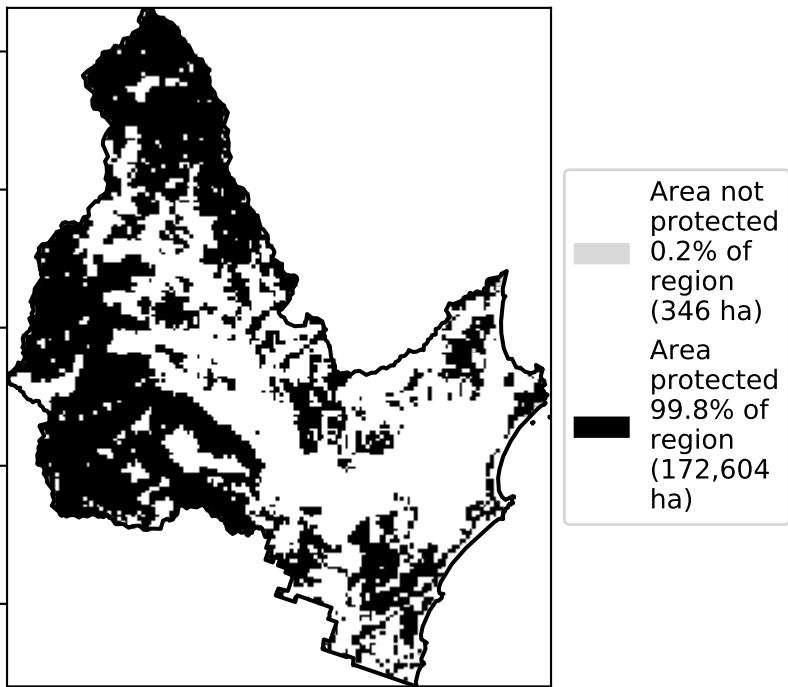 Area not
protected
0.2% of
region
(346 ha)
Area
protected
99.8% of
region
(172,604
ha)